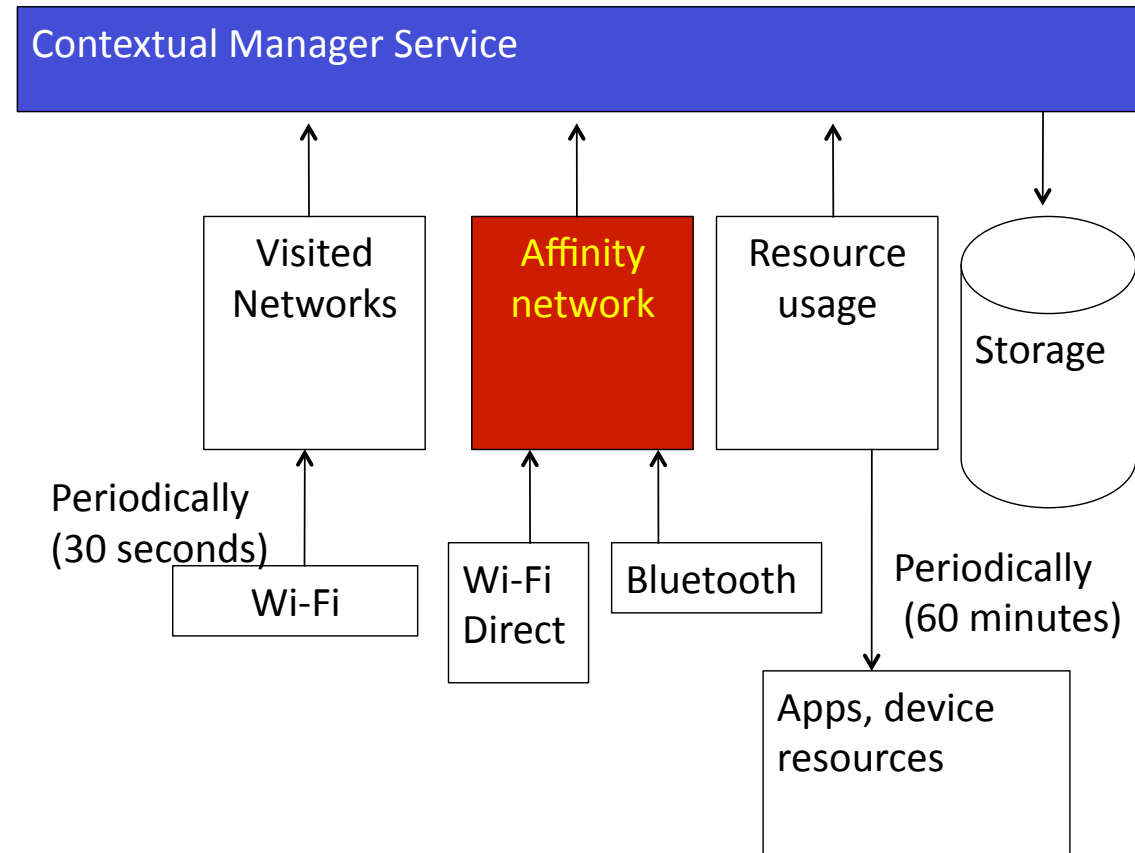 Contextual Manager Service
Visited
Networks
Affinity
network
Resource
usage
Storage
Periodically
(30 seconds)
Wi-Fi
Wi-Fi
Direct
Bluetooth
Periodically
(60 minutes)
Apps, device
resources